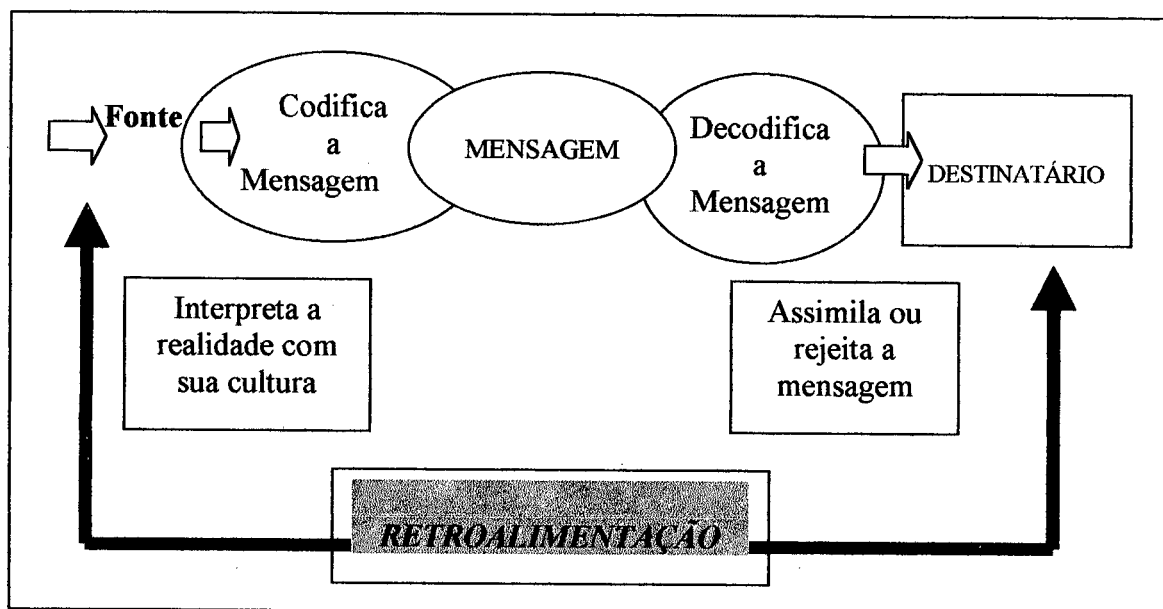 Fonte
Codifica
a
Mensagem
MENSAGEM
Decodifica
a
Mensagem
DESTINATÁRIO
Interpreta a
realidade com
sua cultura
Assimila ou
rejeita a
mensagem
RETROALIMENTAÇÃO